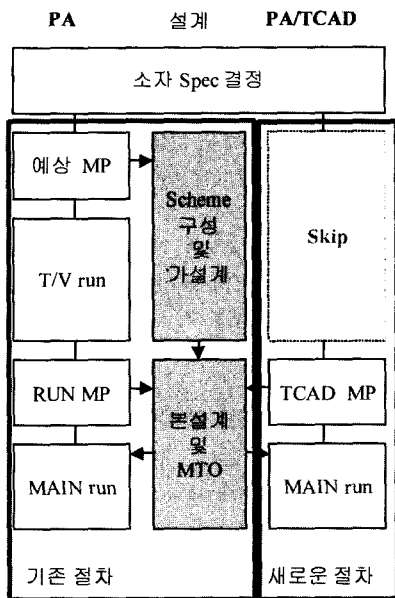 PA 설계 PA/TCAD
소자 Spec 결정
예상 MP
Scheme
구성
및
가설계
Skip
T/V run
RUN MP
본설계
및
MTO
TCAD MP
MAIN run
MAIN run
기존 절차
새로운 절차